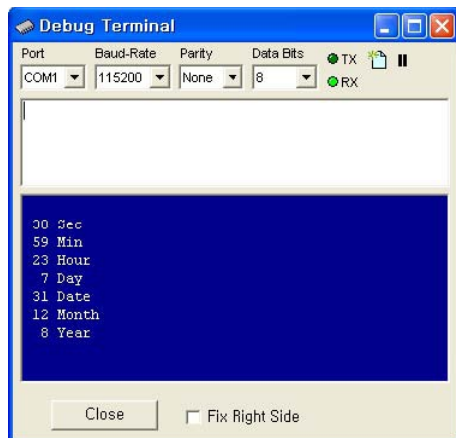 Debug Terminal
Port Baud-Rate Parity Data Bits
COM1 115200 None 8
TX
RX
Sec
59 Min
23 Hour
7 Day
31 Date
12 Month
8 Year
Close Fix Right Side